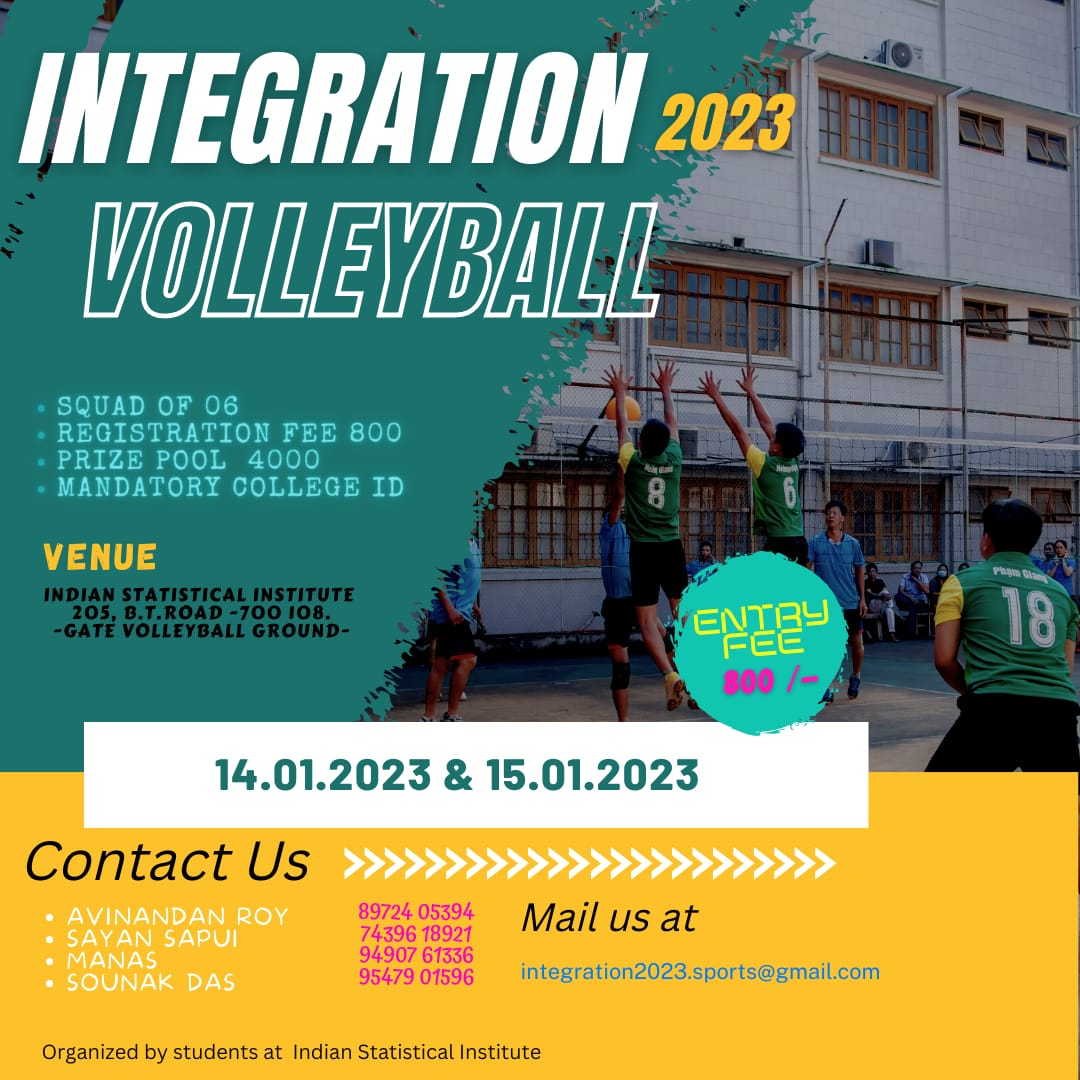 INTEGRATION 2023
VOLLEYBALL
• SQUAD OF 06
• REGISTRATION FEE 800
• PRIZE POOL 4000
• MANDATORY COLLEGE ID
VENUE
INDIAN STATISTICAL INSTITUTE
205, B.T.ROAD -700 108.
-GATE VOLLEYBALL GROUND-
8
6
Phạm Giang
18
ENTRY
FEE
800 /-
14.01.2023 & 15.01.2023
Contact Us
• AVINANDAN ROY
• SAYAN SAPUI
• MANAS
• SOUNAK DAS
89724 05394
74396 18921
94907 61336
95479 01596
Mail us at
integration2023.sports@gmail.com
Organized by students at Indian Statistical Institute